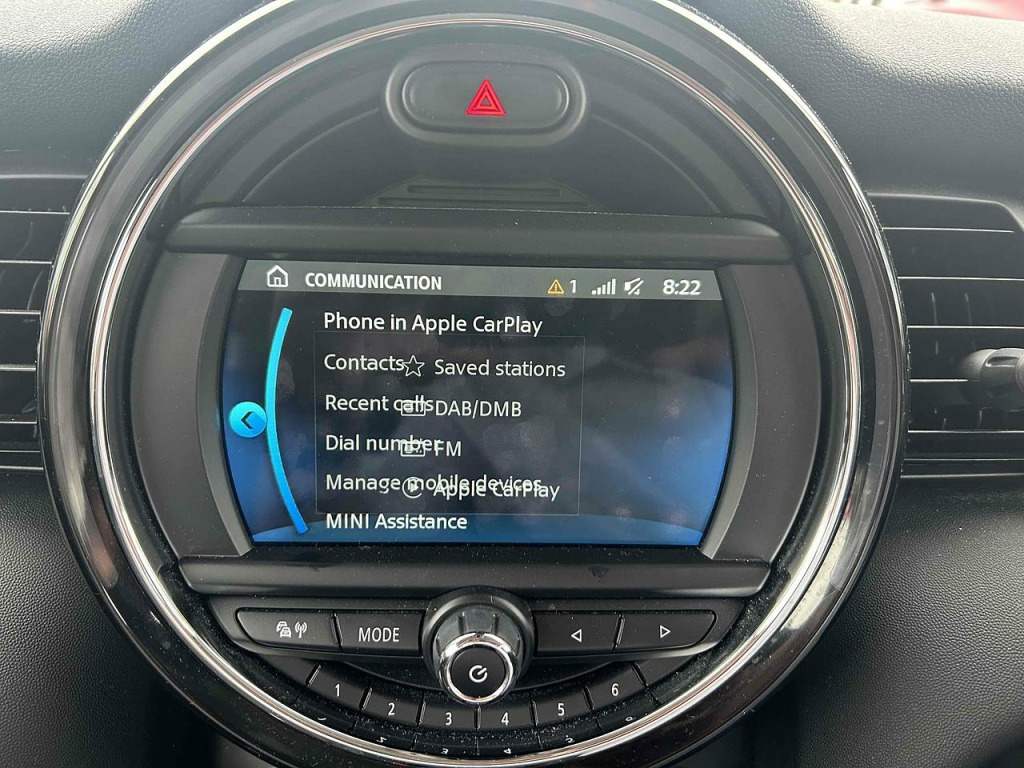 COMMUNICATION 1 8:22
Phone in Apple CarPlay
Contacts
Saved stations
Recent calls
DAB/DMB
Dial number
FM
Manage mobile devices
Apple CarPlay
MINI Assistance
MODE
1 2 3 4 5 6